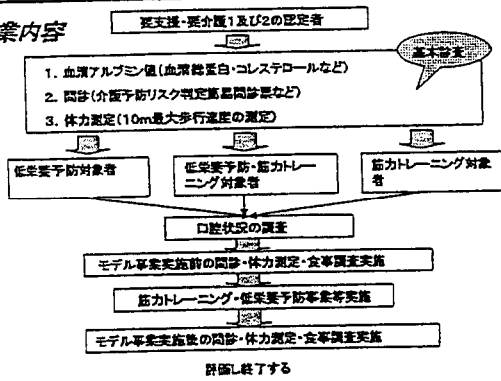 業内容
要支援・要介護1及び2の認定者
基本診査
1. 血清アルブミン値(血清総蛋白・コレステロールなど)
2. 問診(介護予防リスク判定簡易問診票など)
3. 体力測定(10m最大歩行速度の測定)
低栄養予防対象者
低栄養予防・筋力トレー
ニング対象者
筋力トレーニング対象
者
口腔状況の調査
モデル事業実施前の問診・体力測定・食事調査実施
筋力トレーニング・低栄養予防事業等実施
モデル事業実施後の問診・体力測定・食事調査実施
評価し終了する